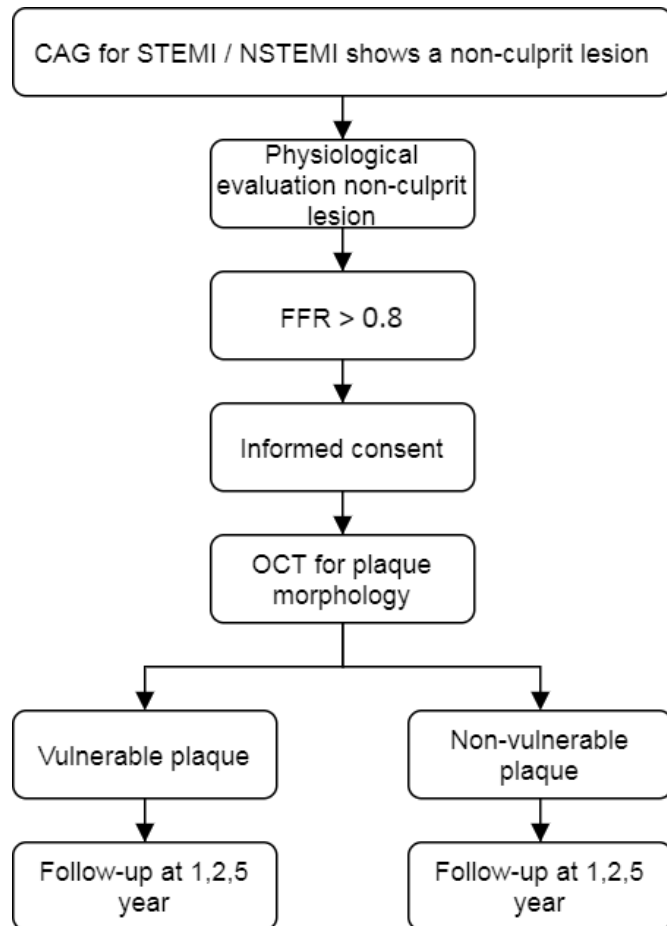 CAG for STEMI / NSTEMI shows a non-culprit lesion
Physiological
evaluation non-culprit
lesion
FFR > 0.8
Informed consent
OCT for plaque
morphology
Vulnerable plaque
Non-vulnerable
plaque
Follow-up at 1,2,5
year
Follow-up at 1,2,5
year